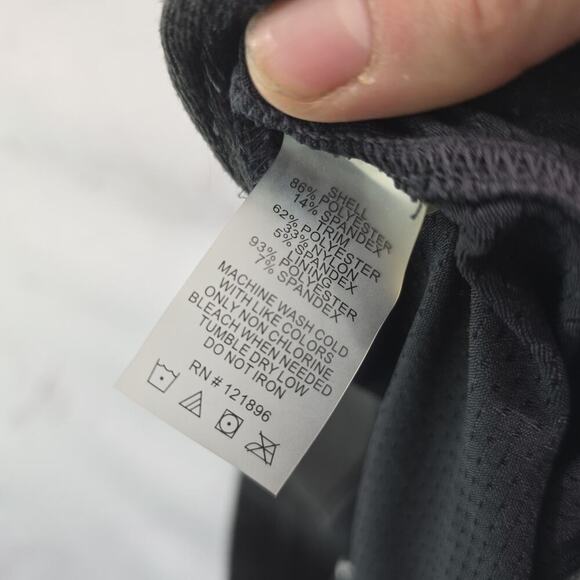 SHELL
86% POLYESTER
14% SPANDEX
TRIM
62% POLYESTER
33% NYLON
5% SPANDEX
LINING
93% POLYESTER
7% SPANDEX
MACHINE WASH COLD
WITH LIKE COLORS
ONLY NON CHLORINE
BLEACH WHEN NEEDED
TUMBLE DRY LOW
DO NOT IRON
RN # 121896